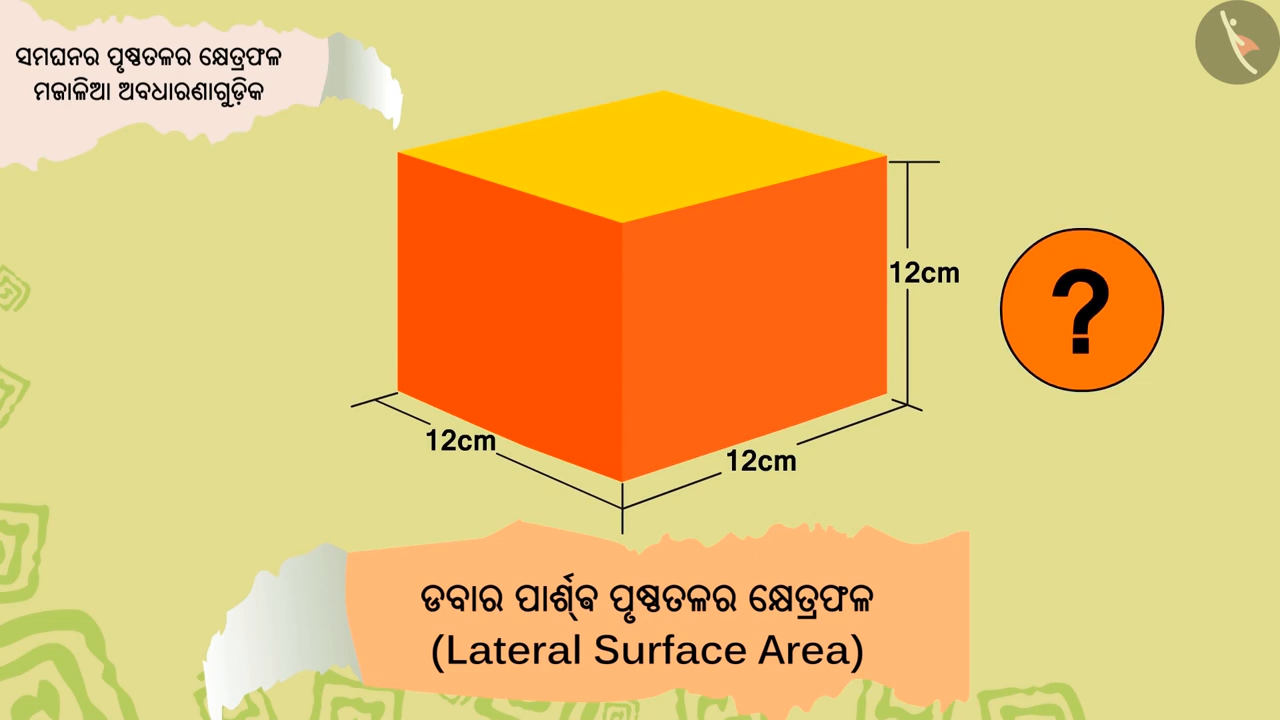 ସମଘନର ପୃଷ୍ଠତଳର କ୍ଷେତ୍ରଫଳ
ମଜାଳିଆ ଅବଧାରଣାଗୁଡ଼ିକ
12cm
?
12cm
12cm
ଡବାର ପାର୍ଶ୍ଵ ପୃଷ୍ଠତଳର କ୍ଷେତ୍ରଫଳ
(Lateral Surface Area)